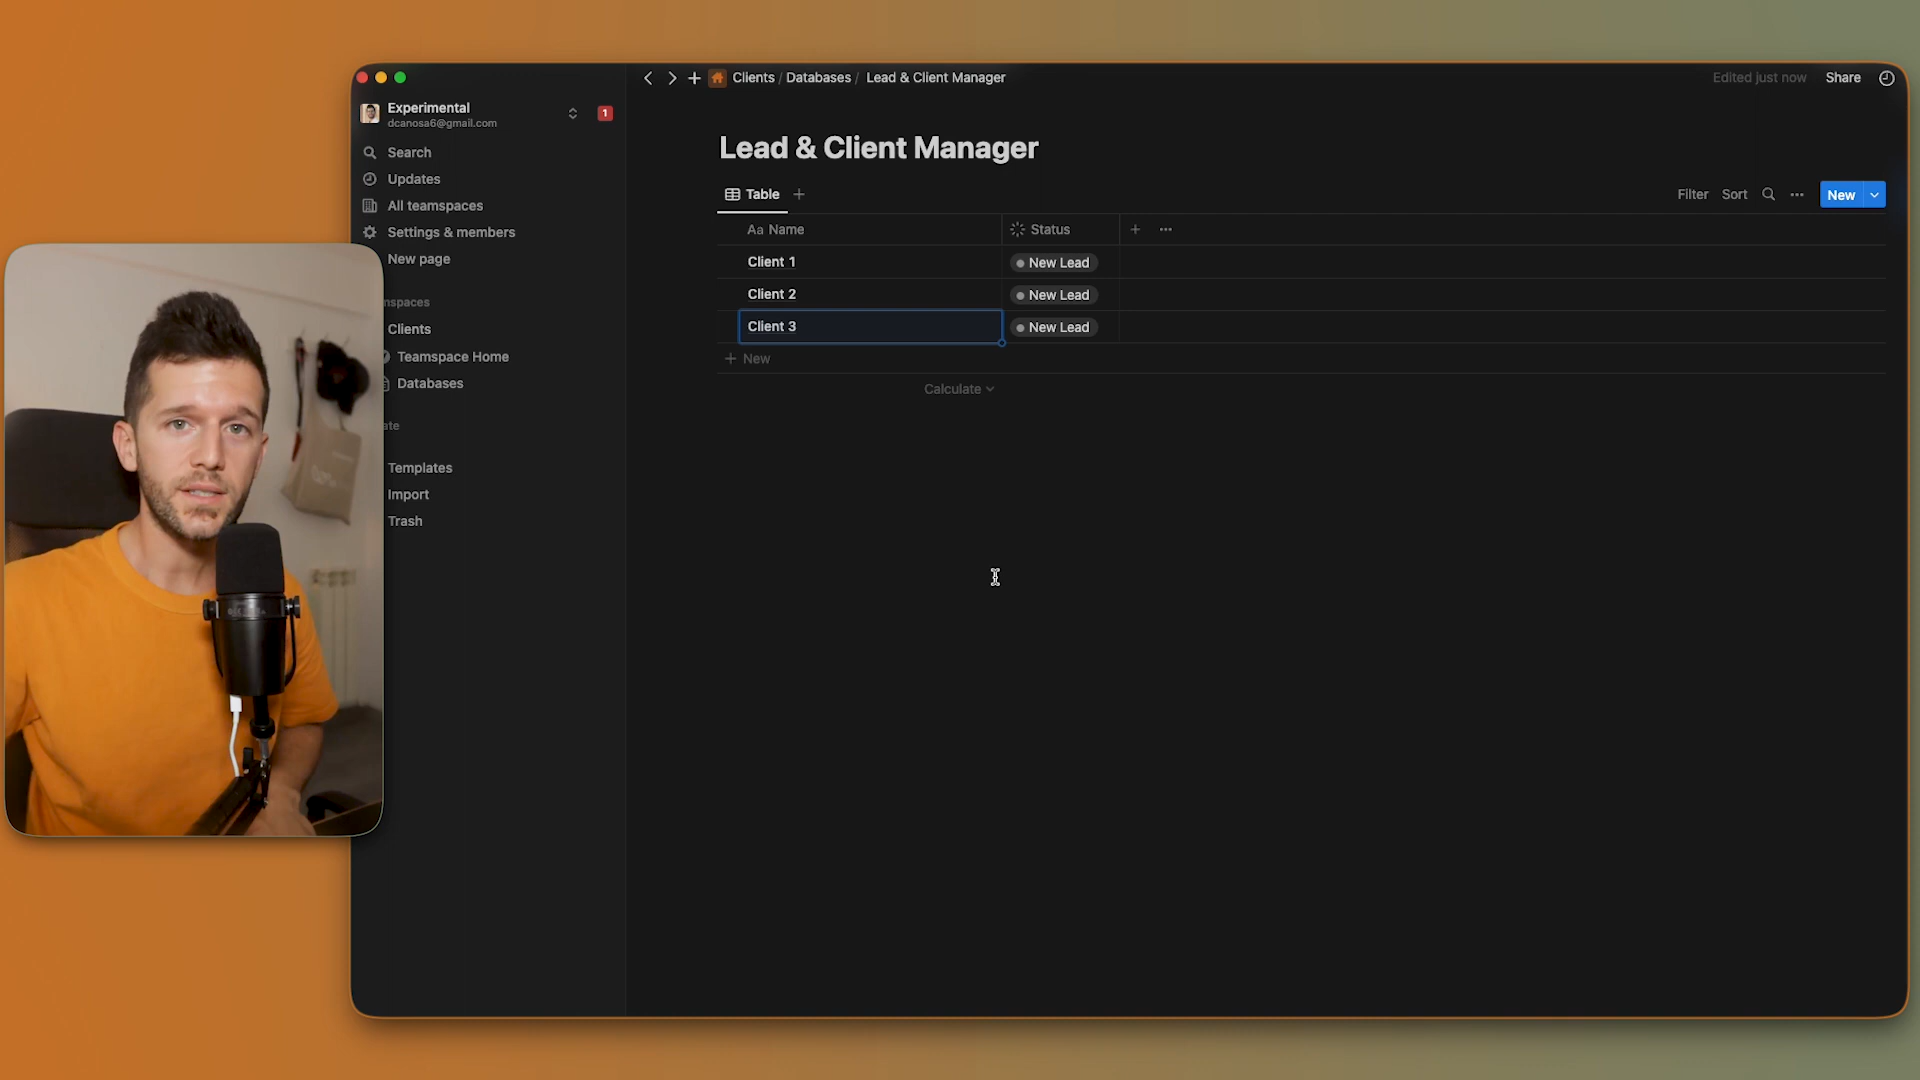 Clients / Databases / Lead & Client Manager
Edited just now
Share
Experimental
dcanosa6@gmail.com
1
Search
Updates
All teamspaces
Settings & members
New page
nspaces
Clients
Teamspace Home
Databases
ate
Templates
Import
Trash
Lead & Client Manager
Table
Filter
Sort
New
Aa Name
Status
Client 1
New Lead
Client 2
New Lead
Client 3
New Lead
New
Calculate